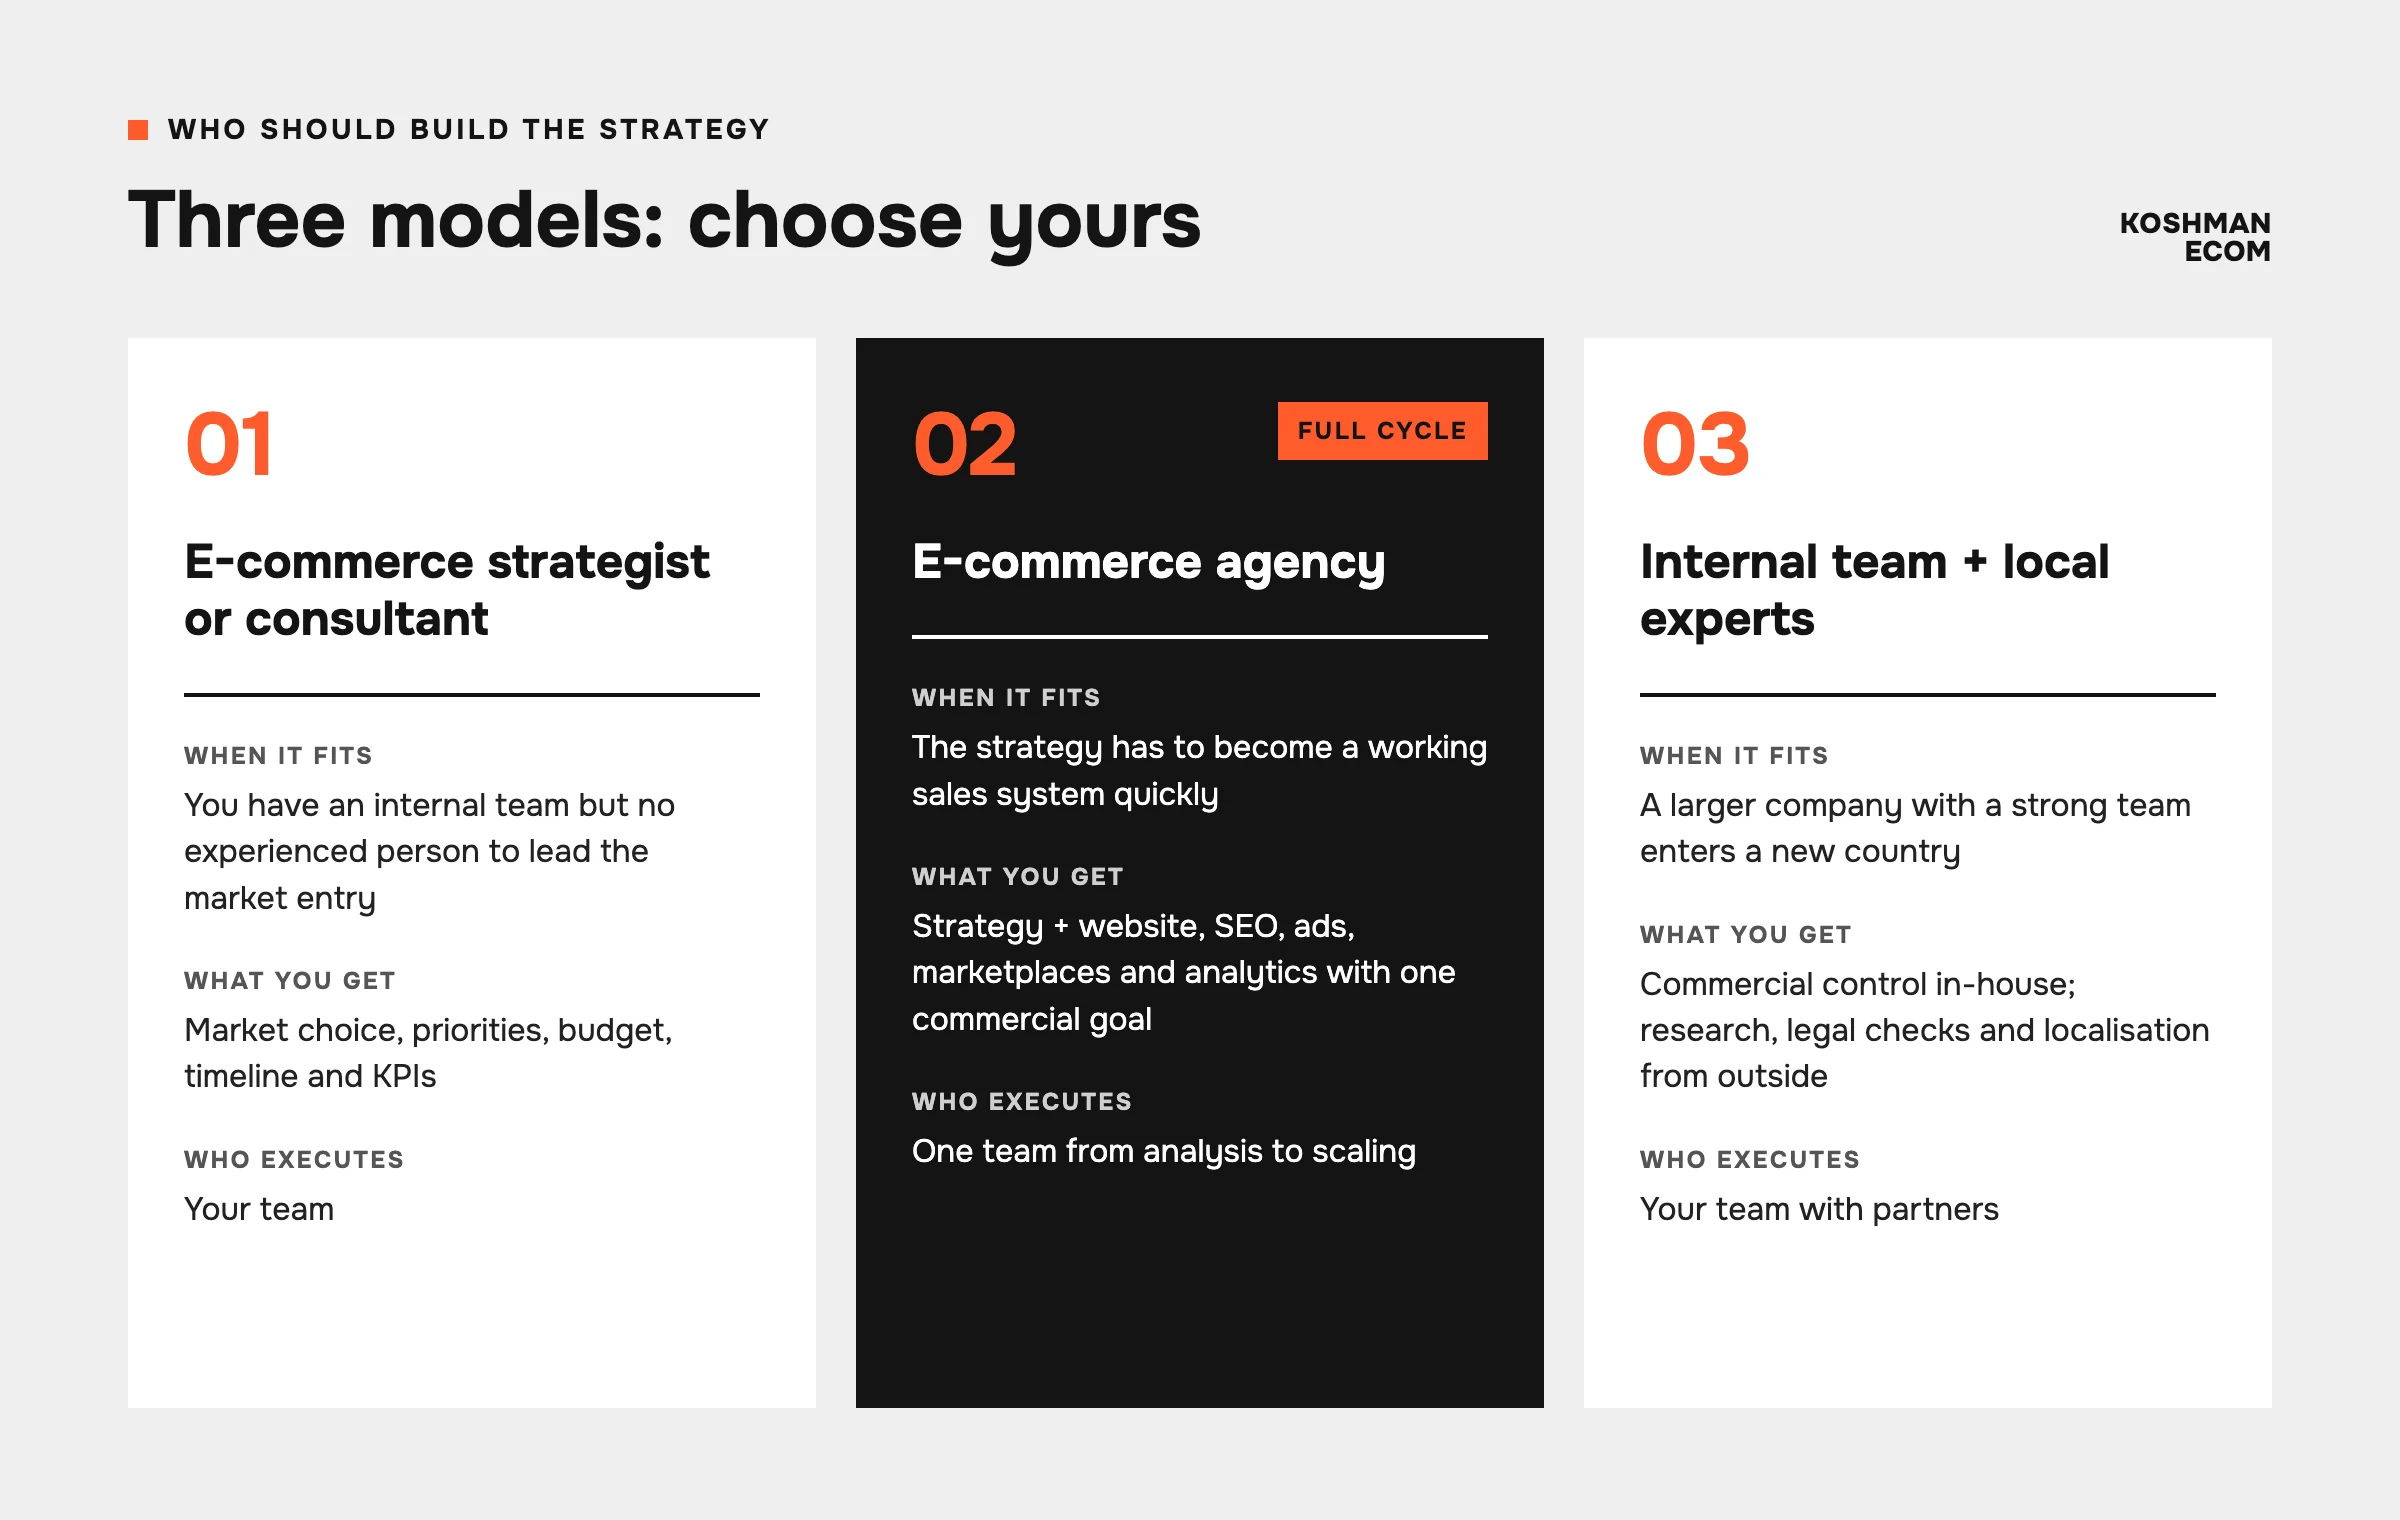 WHO SHOULD BUILD THE STRATEGY
Three models: choose yours
KOSHMAN
ECOM
01
E-commerce strategist
or consultant
WHEN IT FITS
You have an internal team but no
experienced person to lead the
market entry
WHAT YOU GET
Market choice, priorities, budget,
timeline and KPIs
WHO EXECUTES
Your team
02
FULL CYCLE
E-commerce agency
WHEN IT FITS
The strategy has to become a working
sales system quickly
WHAT YOU GET
Strategy + website, SEO, ads,
marketplaces and analytics with one
commercial goal
WHO EXECUTES
One team from analysis to scaling
03
Internal team + local
experts
WHEN IT FITS
A larger company with a strong team
enters a new country
WHAT YOU GET
Commercial control in-house;
research, legal checks and localisation
from outside
WHO EXECUTES
Your team with partners